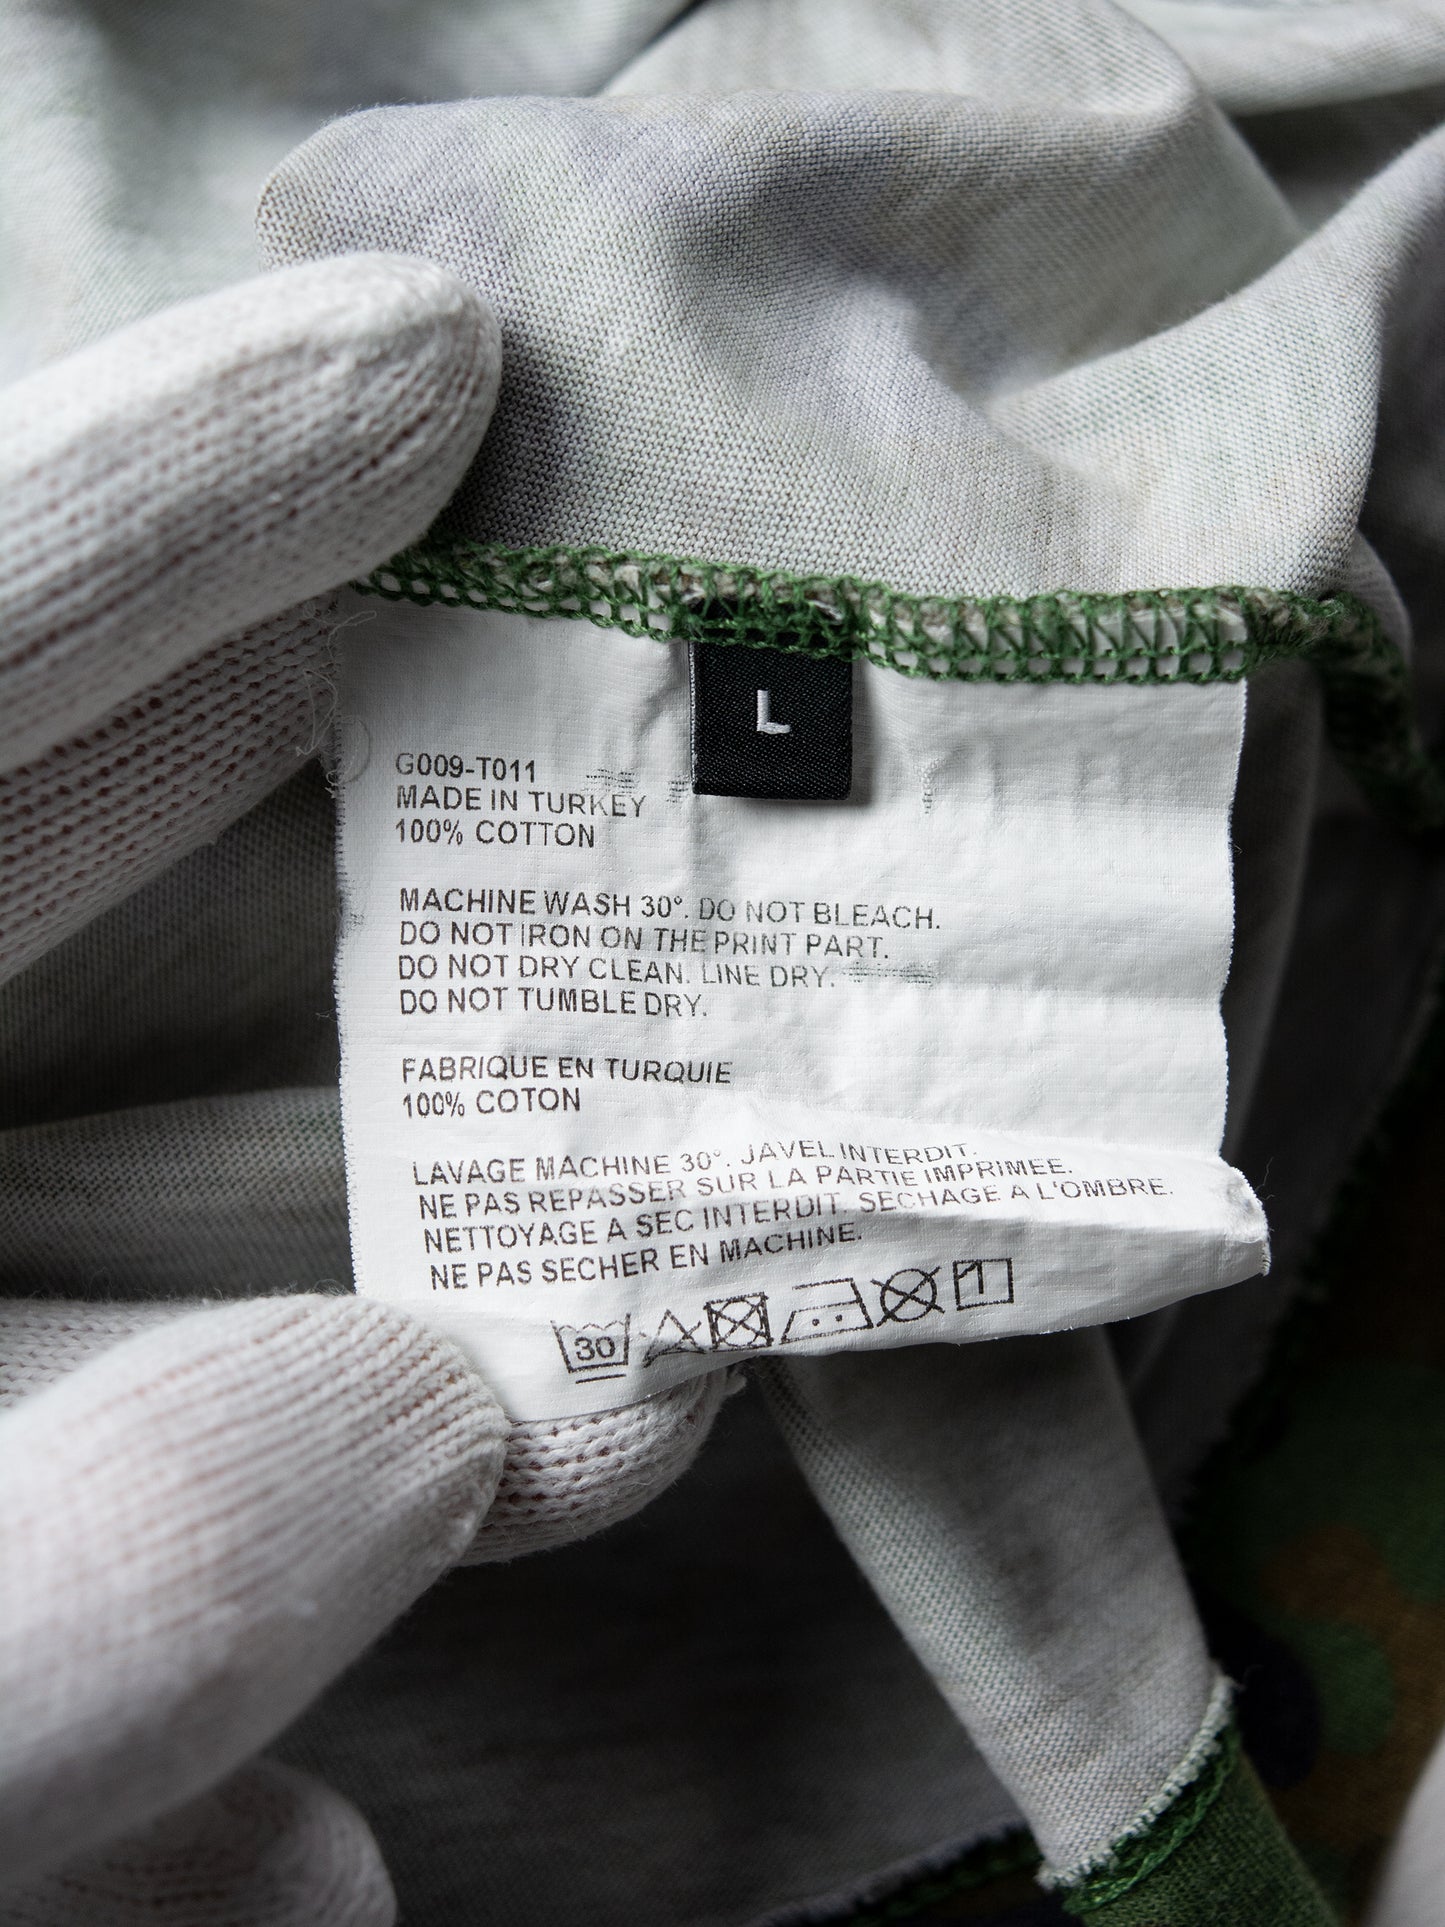 L
G009-T011
MADE IN TURKEY
100% COTTON
MACHINE WASH 30°. DO NOT BLEACH.
DO NOT IRON ON THE PRINT PART.
DO NOT DRY CLEAN. LINE DRY.
DO NOT TUMBLE DRY.
FABRIQUE EN TURQUIE
100% COTON
LAVAGE MACHINE 30°. JAVEL INTERDIT.
NE PAS REPASSER SUR LA PARTIE IMPRIMEE.
NETTOYAGE A SEC INTERDIT. SECHAGE A L'OMBRE.
NE PAS SECHER EN MACHINE.
30